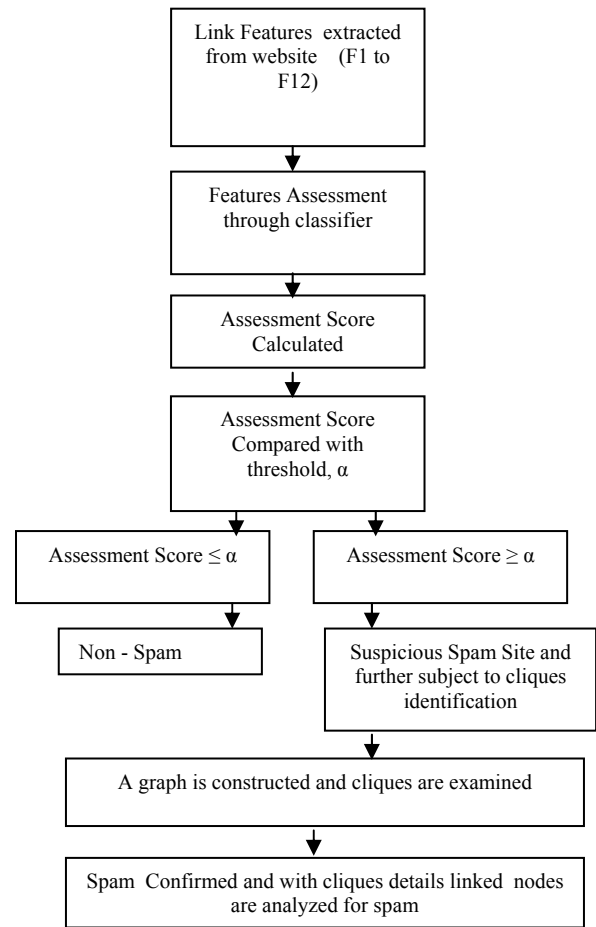 Link Features extracted
from website (F1 to
F12)
Features Assessment
through classifier
Assessment Score
Calculated
Assessment Score
Compared with
threshold, α
Assessment Score ≤ α
Assessment Score ≥ α
Non - Spam
Suspicious Spam Site and
further subject to cliques
identification
A graph is constructed and cliques are examined
Spam Confirmed and with cliques details linked nodes
are analyzed for spam